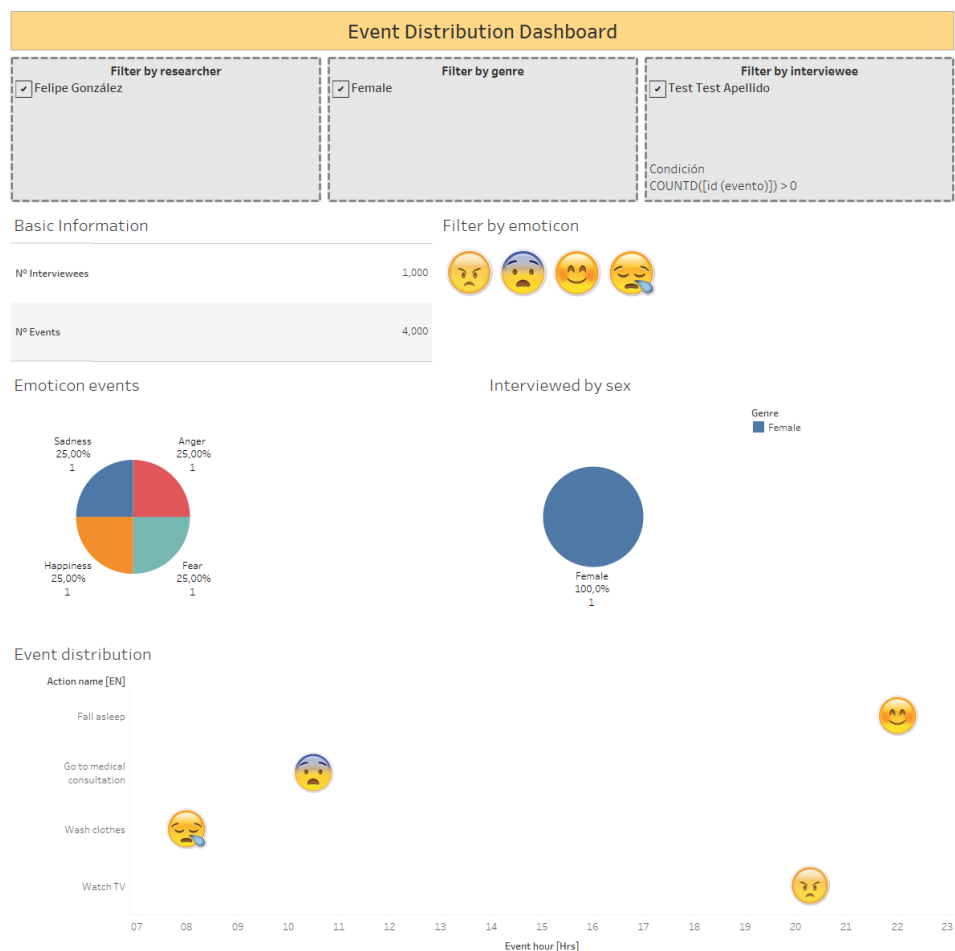 Event Distribution Dashboard
Filter by researcher
Felipe González
Filter by genre
Female
Filter by interviewee
Test Test Apellido
Condición
COUNTD([id (evento)]) > 0
Basic Information
Nº Interviewees 1,000
Nº Events 4,000
Filter by emoticon
Emoticon events
Sadness
25,00%
1
Anger
25,00%
1
Happiness
25,00%
1
Fear
25,00%
1
Interviewed by sex
Genre
Female
Female
100,0%
1
Event distribution
Action name [EN]
Fall asleep
Go to medical
consultation
Wash clothes
Watch TV
07 08 09 10 11 12 13 14 15 16 17 18 19 20 21 22 23
Event hour [Hrs]